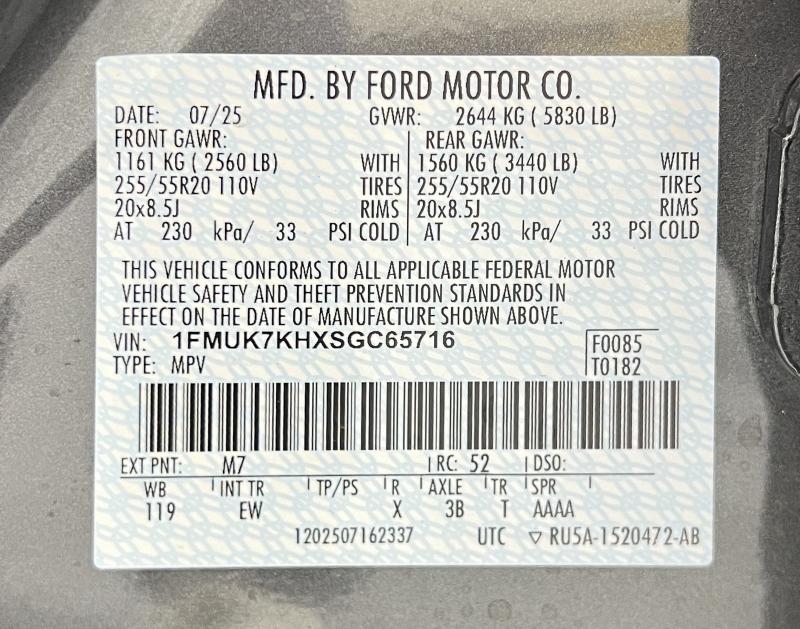 MFD. BY FORD MOTOR CO.
DATE: 07/25 GVWR: 2644 KG ( 5830 LB)
FRONT GAWR: REAR GAWR:
1161 KG ( 2560 LB) WITH 1560 KG ( 3440 LB) WITH
255/55R20 110V TIRES 255/55R20 110V TIRES
20x8.5J RIMS 20x8.5J RIMS
AT 230 kPa/ 33 PSI COLD AT 230 kPa/ 33 PSI COLD
THIS VEHICLE CONFORMS TO ALL APPLICABLE FEDERAL MOTOR
VEHICLE SAFETY AND THEFT PREVENTION STANDARDS IN
EFFECT ON THE DATE OF MANUFACTURE SHOWN ABOVE.
VIN: 1FMUK7KHXSGC65716 F0085
TYPE: MPV T0182
EXT PNT: M7 RC: 52 DSO:
WB INT TR TP/PS R AXLE TR SPR
119 EW X 3B T AAAA
1202507162337 UTC ▽ RU5A-1520472-AB